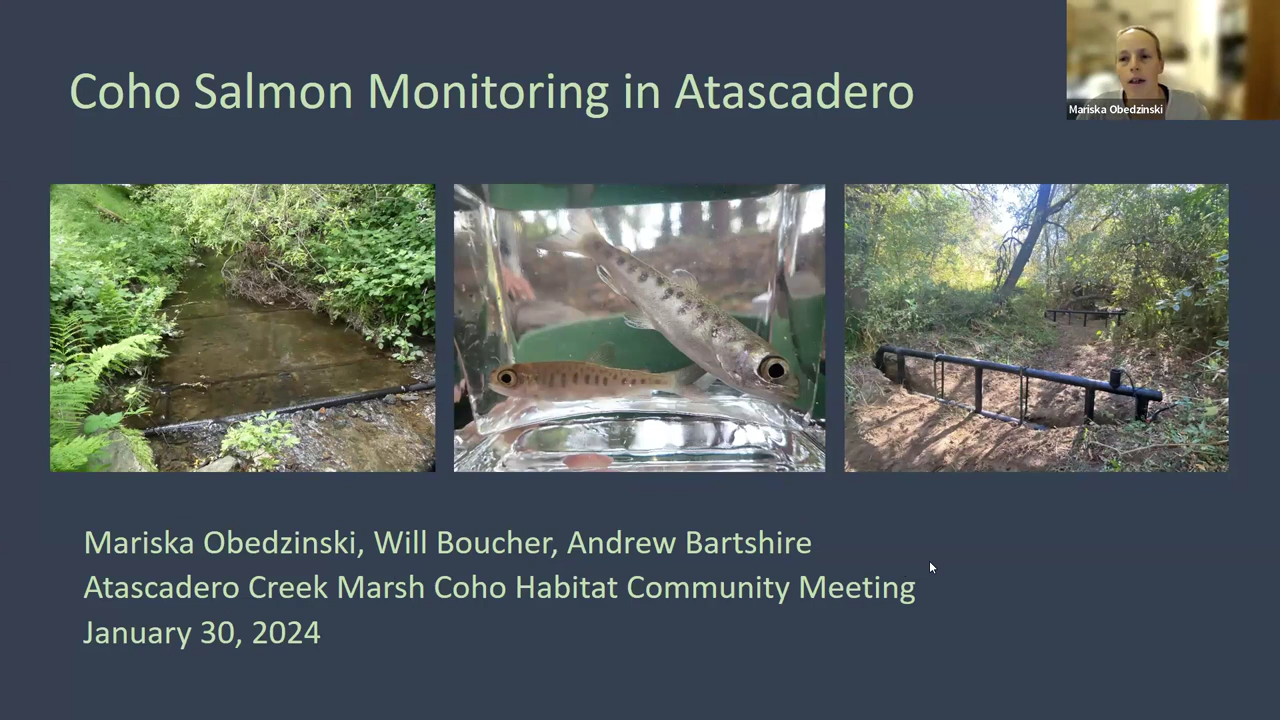 Coho Salmon Monitoring in Atascadero
Mariska Obedzinski
Mariska Obedzinski, Will Boucher, Andrew Bartshire
Atascadero Creek Marsh Coho Habitat Community Meeting
January 30, 2024